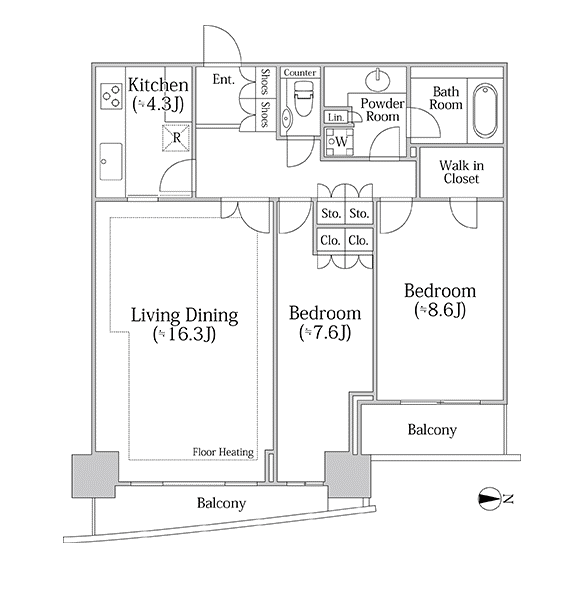 Kitchen
(≒4.3J)
R
Ent.
Shoes
Shoes
Counter
Lin.
W
Powder
Room
Bath
Room
Walk in
Closet
Sto.
Sto.
Clo.
Clo.
Living Dining
(≒16.3J)
Floor Heating
Bedroom
(≒7.6J)
Bedroom
(≒8.6J)
Balcony
Balcony
N